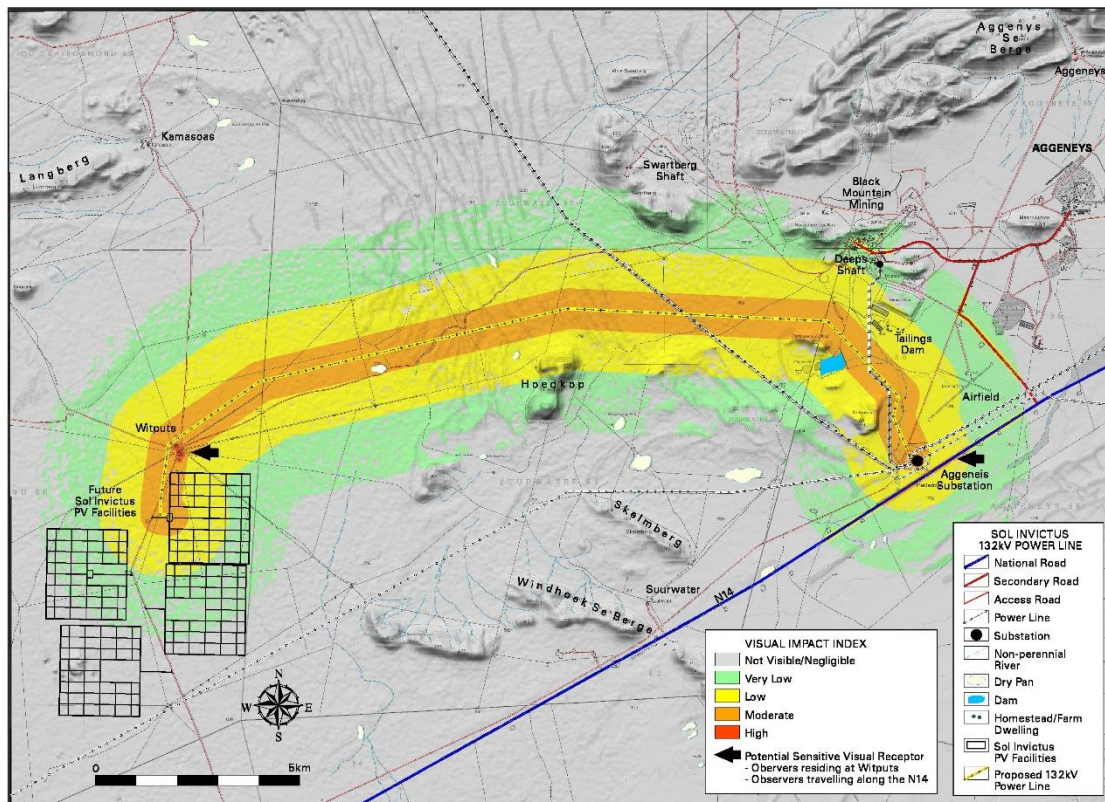 Aggenys
Se
Berge
Aggeneys
AGGENEYS
Kamasoas
Langberg
Swartberg
Shaft
Black
Mountain
Mining
Deeps
Shaft
Tailings
Dam
Hoedkop
Airfield
Witputs
Aggeneis
Substation
Future
Sol Invictus
PV Facilities
Skelmberg
Suurwater
Windhoek Se Berge
N14
N
W E
S
0 5km
VISUAL IMPACT INDEX
Not Visible/Negligible
Very Low
Low
Moderate
High
Potential Sensitive Visual Receptor
- Obervers residing at Witputs
- Observers travelling along the N14
SOL INVICTUS
132kV POWER LINE
National Road
Secondary Road
Access Road
Power Line
Substation
Non-perennial
River
Dry Pan
Dam
Homestead/Farm
Dwelling
Sol Invictus
PV Facilities
Proposed 132kV
Power Line